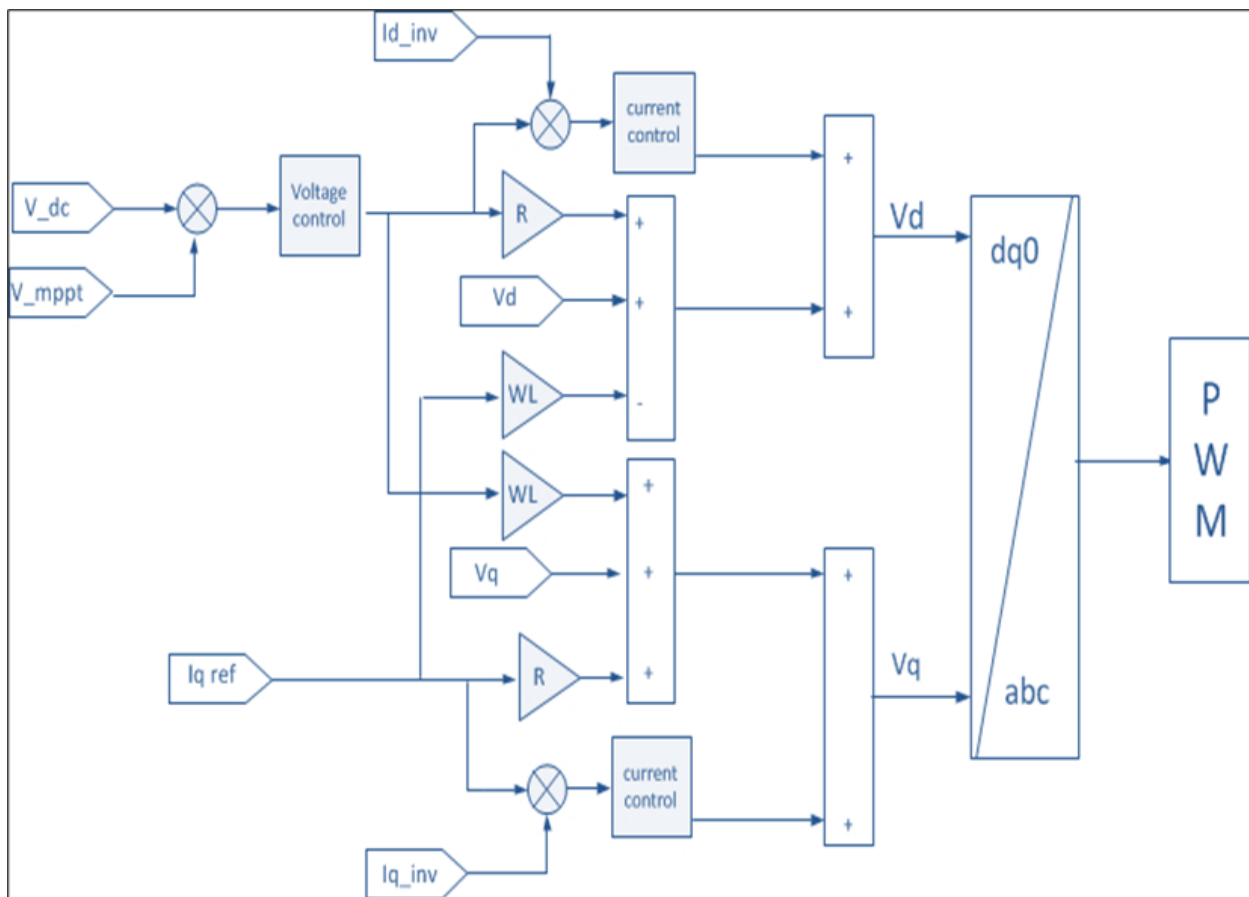 Id_inv
current
control
+
Voltage
control
V_dc
R
+
Vd
dq0
V_mppt
Vd
+
+
WL
-
P
W
M
WL
+
Vq
+
+
Iq ref
R
+
Vq
abc
current
control
+
Iq_inv